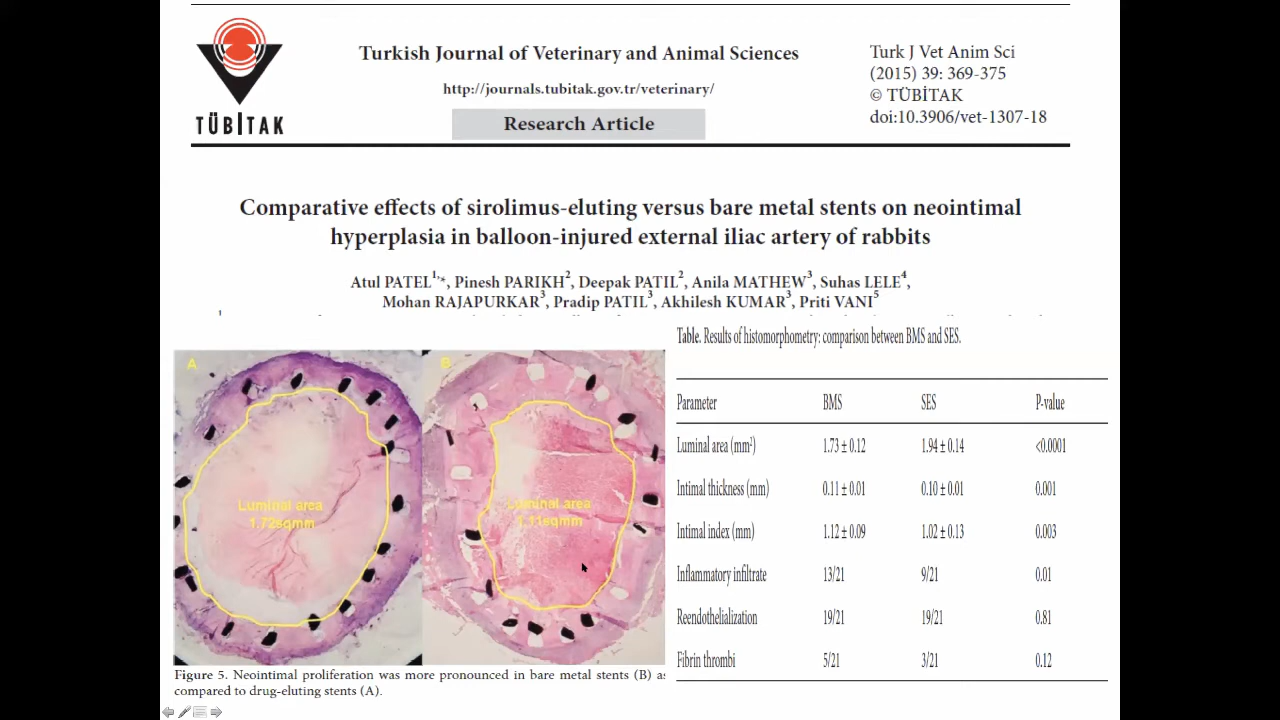 TÜBİTAK
Turkish Journal of Veterinary and Animal Sciences
http://journals.tubitak.gov.tr/veterinary/
Research Article
Turk J Vet Anim Sci
(2015) 39: 369-375
© TÜBİTAK
doi:10.3906/vet-1307-18
Comparative effects of sirolimus-eluting versus bare metal stents on neointimal
hyperplasia in balloon-injured external iliac artery of rabbits
Atul PATEL1,*, Pinesh PARIKH2, Deepak PATIL2, Anila MATHEW3, Suhas LELE4,
Mohan RAJAPURKAR3, Pradip PATIL3, Akhilesh KUMAR3, Priti VANI5
A
Luminal area
1.72sqmm
B
Luminal area
1.11sqmm
Figure 5. Neointimal proliferation was more pronounced in bare metal stents (B) as
compared to drug-eluting stents (A).
Table. Results of histomorphometry: comparison between BMS and SES.
Parameter BMS SES P-value
Luminal area (mm²) 1.73 ± 0.12 1.94 ± 0.14 <0.0001
Intimal thickness (mm) 0.11 ± 0.01 0.10 ± 0.01 0.001
Intimal index (mm) 1.12 ± 0.09 1.02 ± 0.13 0.003
Inflammatory infiltrate 13/21 9/21 0.01
Reendothelialization 19/21 19/21 0.81
Fibrin thrombi 5/21 3/21 0.12